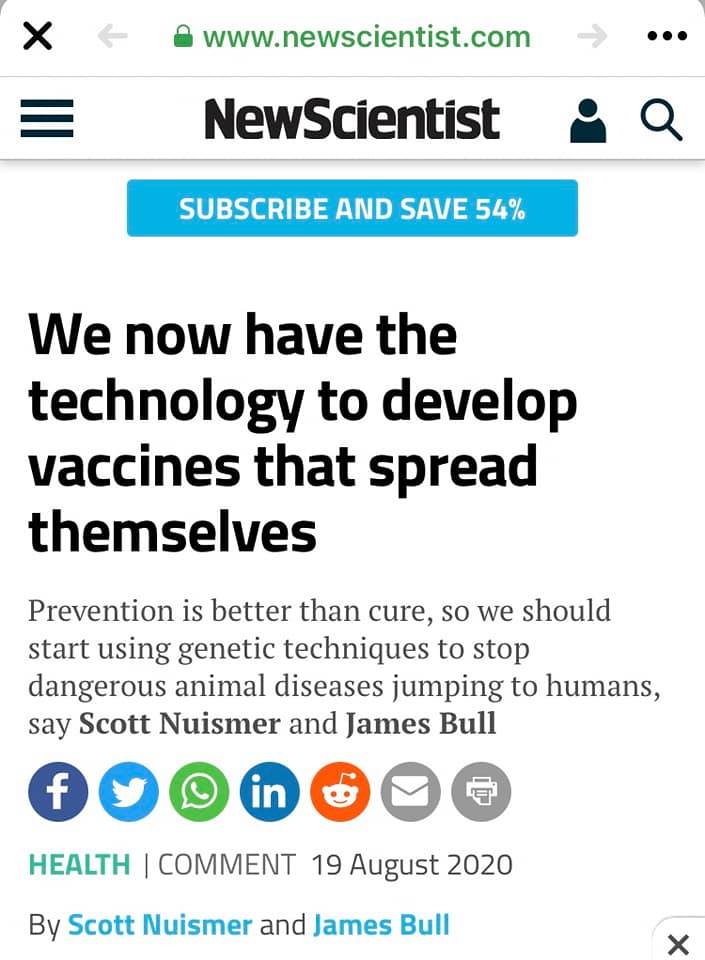 www.newscientist.com
NewScientist
SUBSCRIBE AND SAVE 54%
We now have the
technology to develop
vaccines that spread
themselves
Prevention is better than cure, so we should
start using genetic techniques to stop
dangerous animal diseases jumping to humans,
say Scott Nuismer and James Bull
HEALTH | COMMENT 19 August 2020
By Scott Nuismer and James Bull